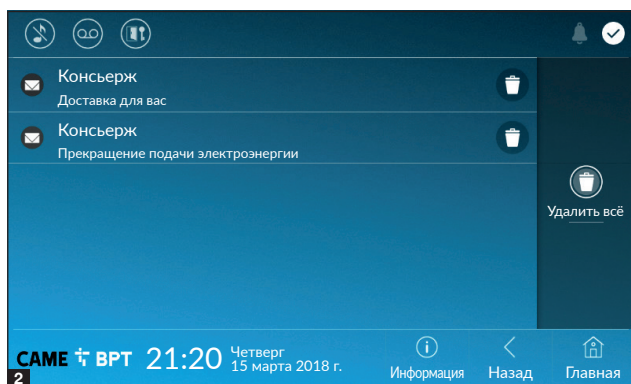 Консьерж
Доставка для вас
Консьерж
Прекращение подачи электроэнергии
Удалить всё
CAME BPT 21:20 Четверг
15 марта 2018 г.
Информация
Назад
Главная
2